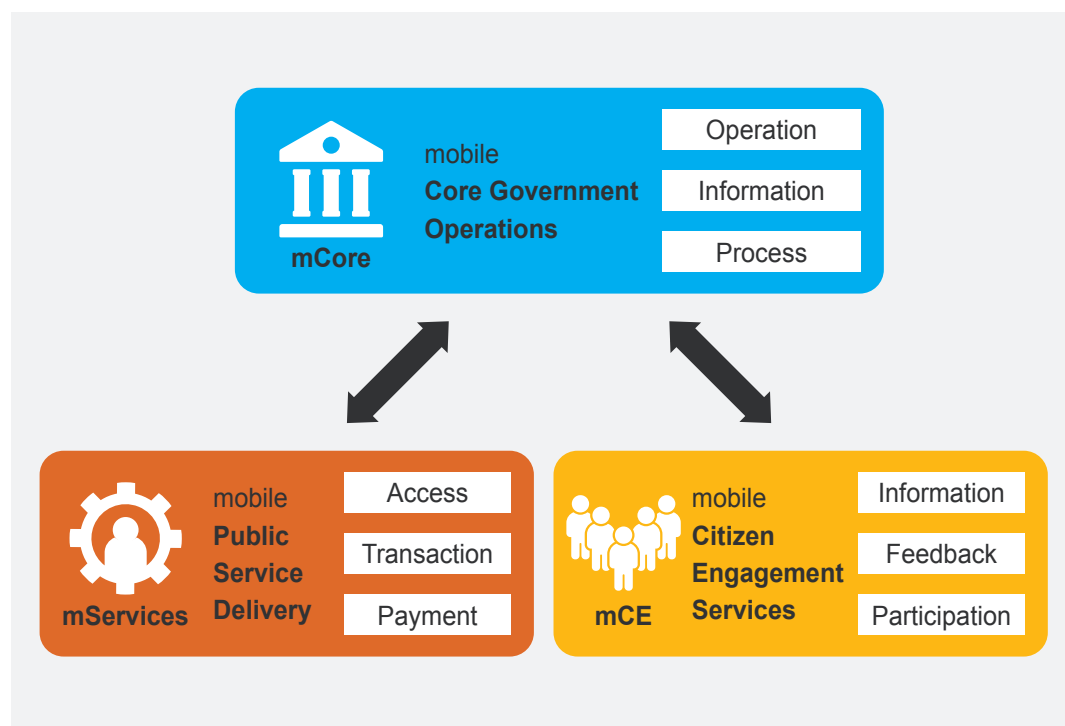 mCore
mobile
Core Government
Operations
Operation
Information
Process
mServices
mobile
Public
Service
Delivery
Access
Transaction
Payment
mCE
mobile
Citizen
Engagement
Services
Information
Feedback
Participation